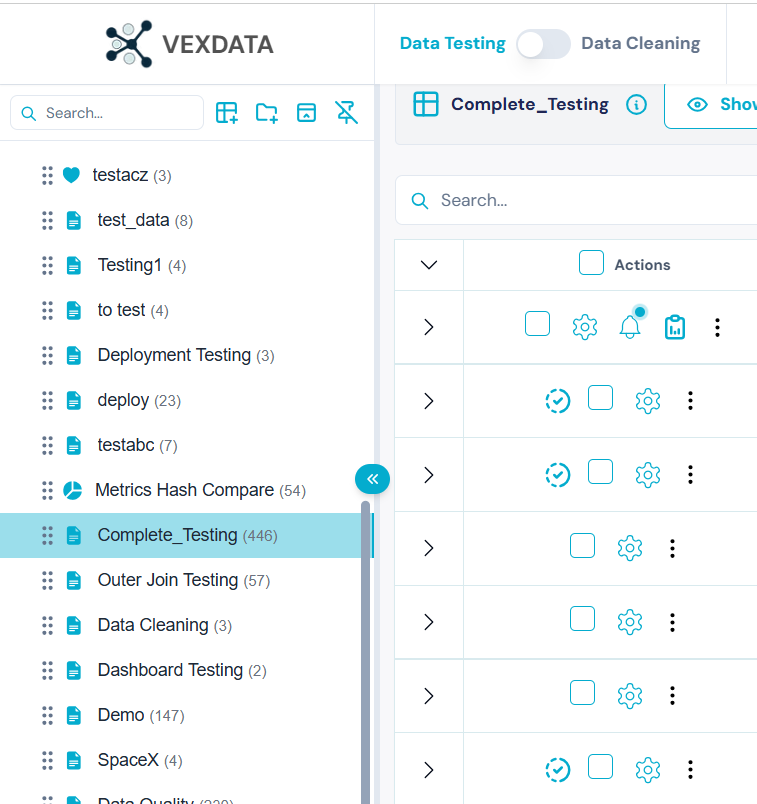 VEXDATA
Data Testing Data Cleaning
Search...
Complete_Testing
Show
Search...
Actions
testacz (3)
test_data (8)
Testing1 (4)
to test (4)
Deployment Testing (3)
deploy (23)
testabc (7)
Metrics Hash Compare (54)
Complete_Testing (446)
Outer Join Testing (57)
Data Cleaning (3)
Dashboard Testing (2)
Demo (147)
SpaceX (4)
Data Quality